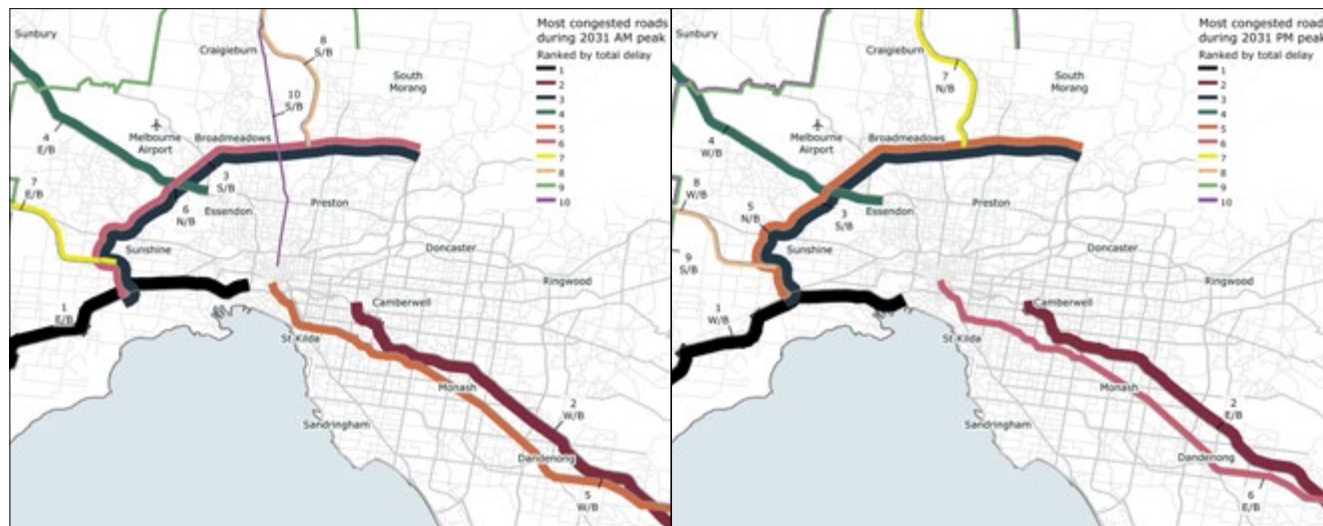 Sunbury
Craigieburn
8
S/B
South
Morang
10
S/B
4
E/B
Melbourne
Airport
Broadmeadows
3
S/B
7
E/B
6
N/B
Essendon
Preston
Sunshine
Doncaster
Ringwood
1
E/B
Camberwell
St Kilda
Monash
Sandringham
2
W/B
Dandenong
5
W/B
Most congested roads
during 2031 AM peak
Ranked by total delay
1
2
3
4
5
6
7
8
9
10
Sunbury
Craigieburn
7
N/B
South
Morang
4
W/B
Melbourne
Airport
Broadmeadows
8
W/B
5
N/B
3
S/B
Essendon
Preston
Sunshine
9
S/B
Doncaster
Ringwood
1
W/B
Camberwell
St Kilda
Monash
Sandringham
2
E/B
Dandenong
6
E/B
Most congested road
during 2031 PM peak
Ranked by total delay
1
2
3
4
5
6
7
8
9
10